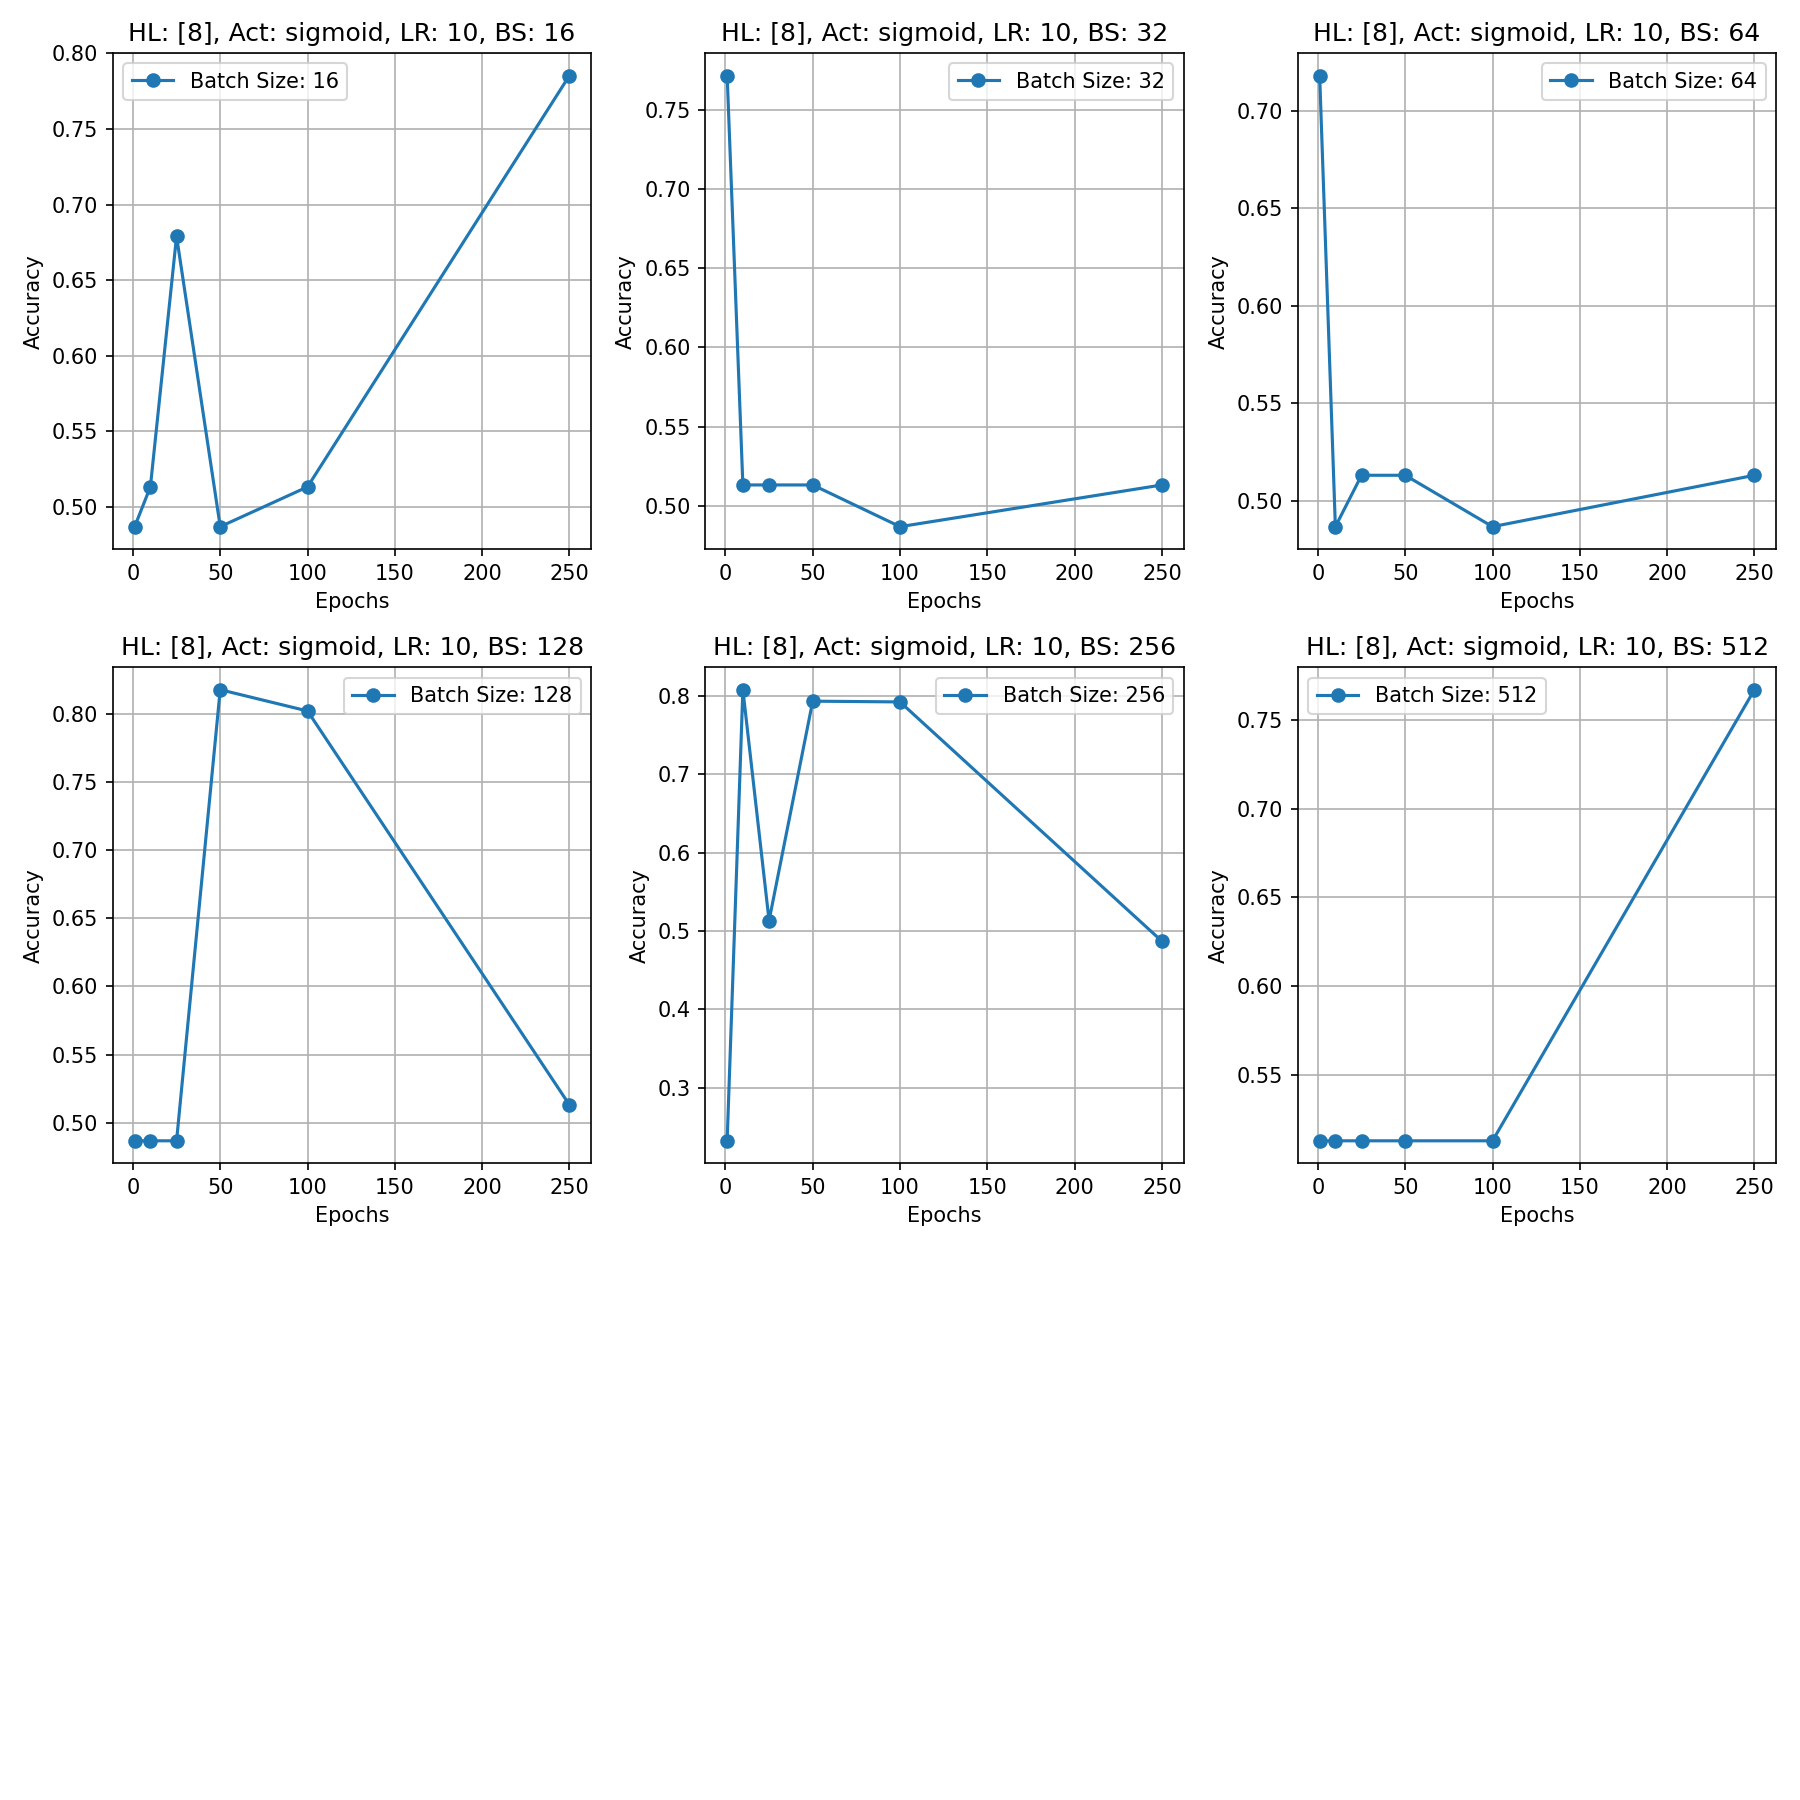 HL: [8], Act: sigmoid, LR: 10, BS: 16
Batch Size: 16
Accuracy
0.80
0.75
0.70
0.65
0.60
0.55
0.50
0 50 100 150 200 250
Epochs
HL: [8], Act: sigmoid, LR: 10, BS: 32
Batch Size: 32
Accuracy
0.75
0.70
0.65
0.60
0.55
0.50
0 50 100 150 200 250
Epochs
HL: [8], Act: sigmoid, LR: 10, BS: 64
Batch Size: 64
Accuracy
0.70
0.65
0.60
0.55
0.50
0 50 100 150 200 250
Epochs
HL: [8], Act: sigmoid, LR: 10, BS: 128
Batch Size: 128
Accuracy
0.80
0.75
0.70
0.65
0.60
0.55
0.50
0 50 100 150 200 250
Epochs
HL: [8], Act: sigmoid, LR: 10, BS: 256
Batch Size: 256
Accuracy
0.8
0.7
0.6
0.5
0.4
0.3
0 50 100 150 200 250
Epochs
HL: [8], Act: sigmoid, LR: 10, BS: 512
Batch Size: 512
Accuracy
0.75
0.70
0.65
0.60
0.55
0 50 100 150 200 250
Epochs